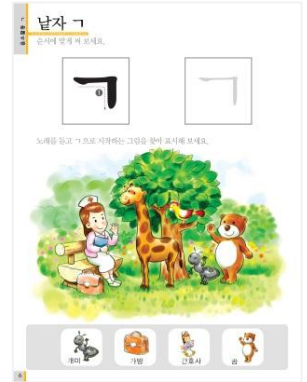 낱자 ㄱ
순서에 맞게 써 보세요.
ㄱ
1
ㄱ
노래를 듣고 ㄱ으로 시작하는 그림을 찾아 표시해 보세요.
개미 가방 간호사 곰
6